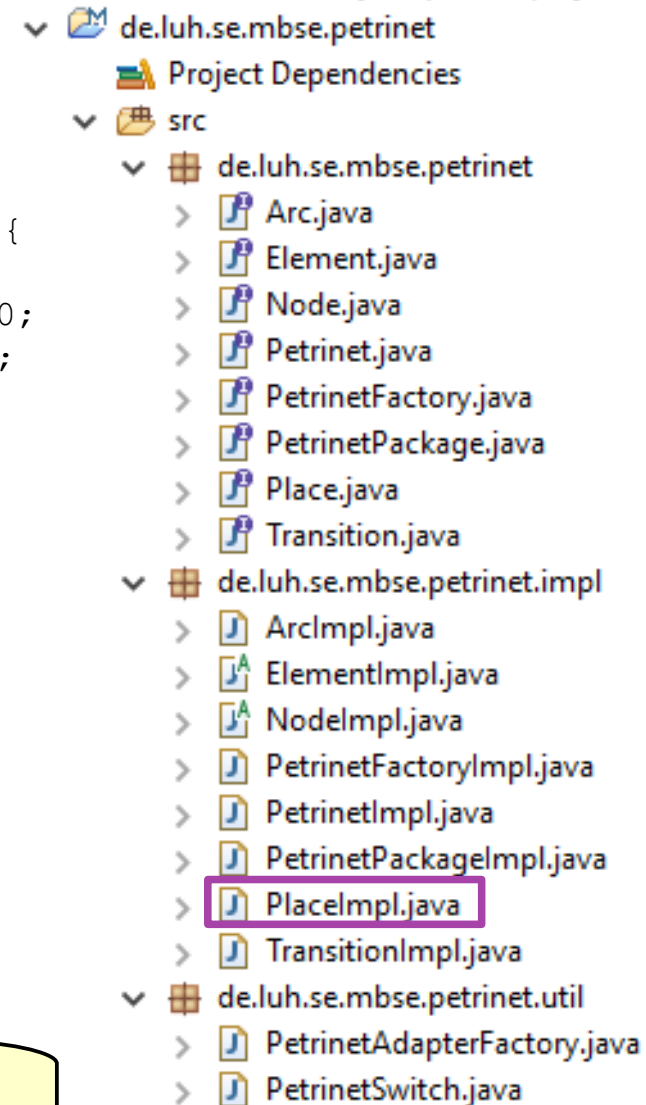 de.luh.se.mbse.petrinet
Project Dependencies
src
de.luh.se.mbse.petrinet
Arc.java
{
Element.java
Node.java
0;
Petrinet.java
;
PetrinetFactory.java
PetrinetPackage.java
Place.java
Transition.java
de.luh.se.mbse.petrinet.impl
ArcImpl.java
ElementImpl.java
NodeImpl.java
PetrinetFactoryImpl.java
PetrinetImpl.java
PetrinetPackageImpl.java
PlaceImpl.java
TransitionImpl.java
de.luh.se.mbse.petrinet.util
PetrinetAdapterFactory.java
PetrinetSwitch.java